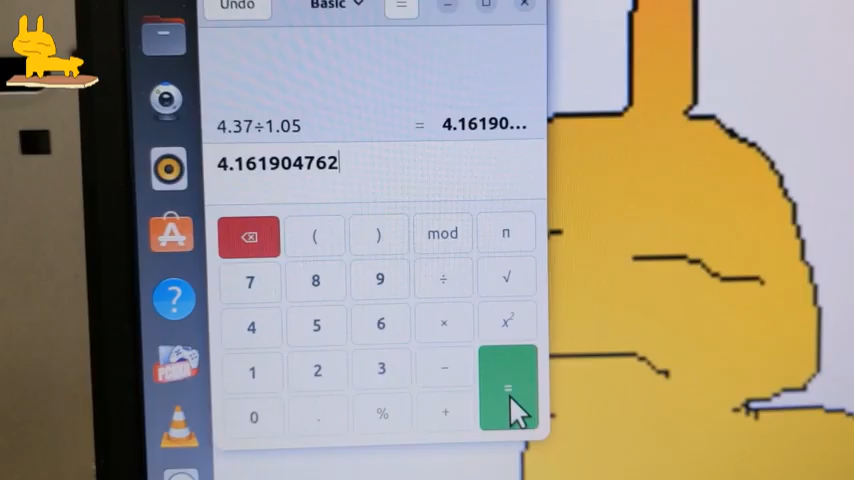 Undo
Basic
=
4.37÷1.05
= 4.16190...
4.161904762
( ) mod π
7 8 9 ÷ √
4 5 6 × x²
1 2 3 − =
0 . % +
?
PCSXR